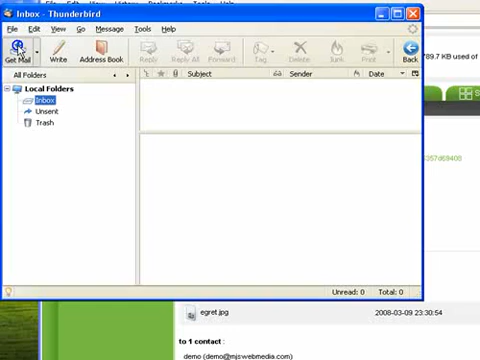 Inbox - Thunderbird
File Edit View Go Message Tools Help
Get Mail Write Address Book Reply Reply All Forward Tag Delete Junk Print Back
789.7 KB used of
All Folders Subject Sender Date
Local Folders
Inbox
Unsent
Trash
357d69408
Unread: 0 Total: 0
egret.jpg 2008-03-09 23:30:54
to 1 contact :
demo (demo@mjswebmedia.com)